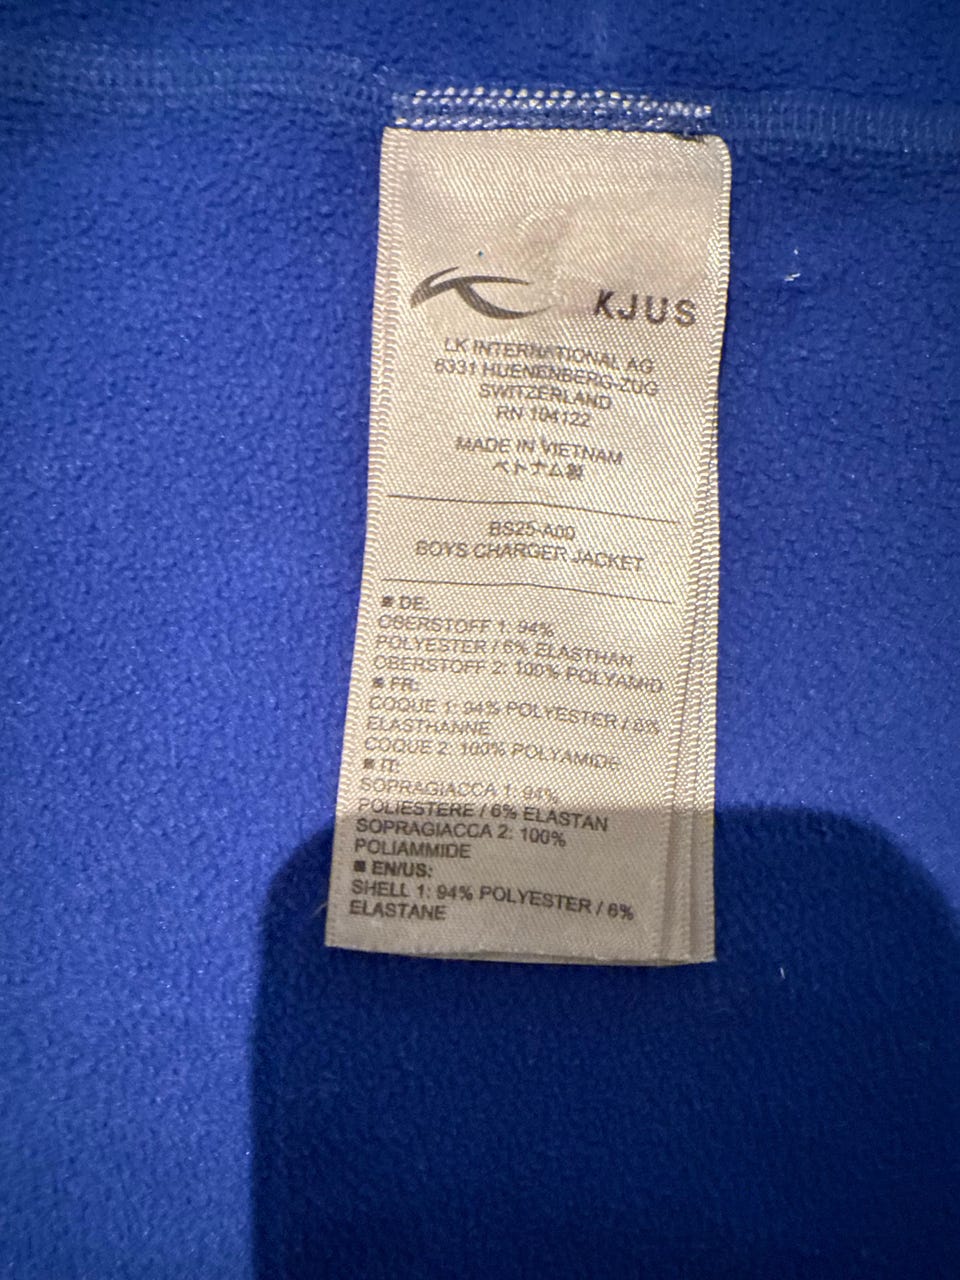 KJUS
LK INTERNATIONAL AG
6331 HUENENBERG-ZUG
SWITZERLAND
RN 104122
MADE IN VIETNAM
ベトナム製
BS25-A00
BOYS CHARGER JACKET
■ DE:
OBERSTOFF 1: 94%
POLYESTER / 6% ELASTHAN
OBERSTOFF 2: 100% POLYAMID
■ FR:
COQUE 1: 94% POLYESTER / 6%
ELASTHANNE
COQUE 2: 100% POLYAMIDE
■ IT:
SOPRAGIACCA 1: 94%
POLIESTERE / 6% ELASTAN
SOPRAGIACCA 2: 100%
POLIAMMIDE
■ EN/US:
SHELL 1: 94% POLYESTER / 6%
ELASTANE